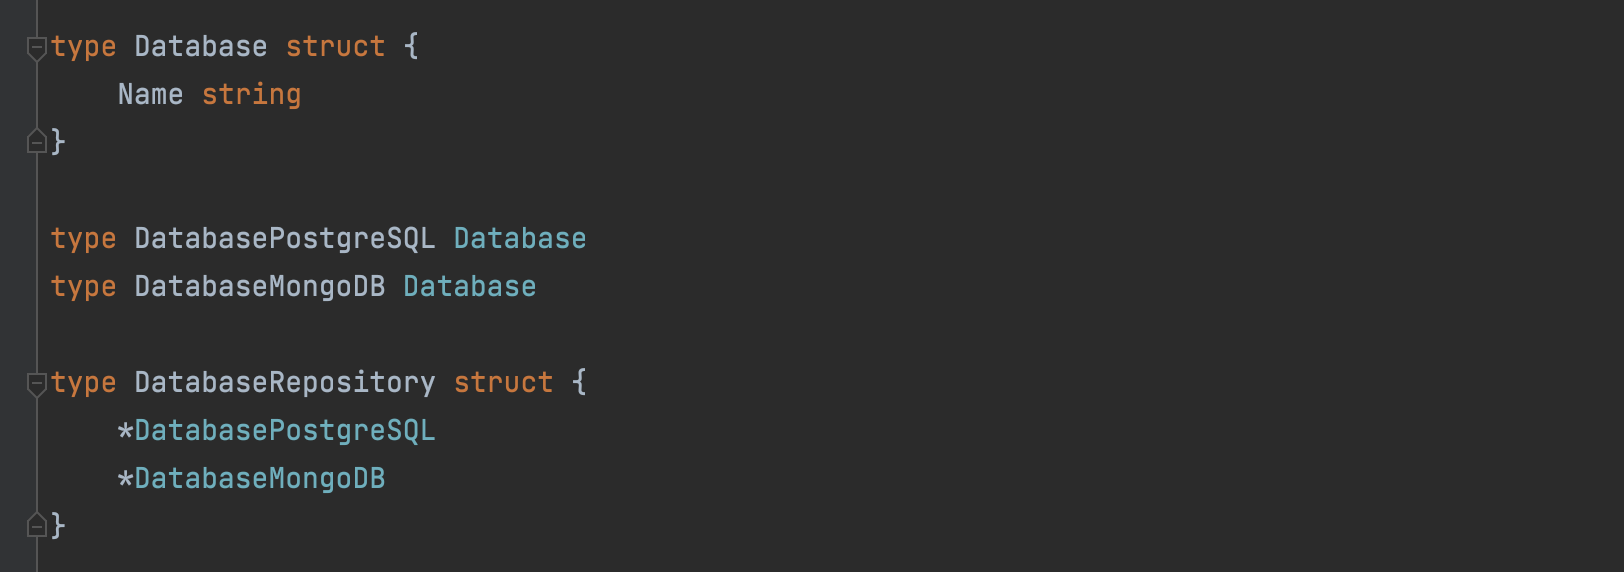 type Database struct {
    Name string
}

type DatabasePostgreSQL Database
type DatabaseMongoDB Database

type DatabaseRepository struct {
    *DatabasePostgreSQL
    *DatabaseMongoDB
}